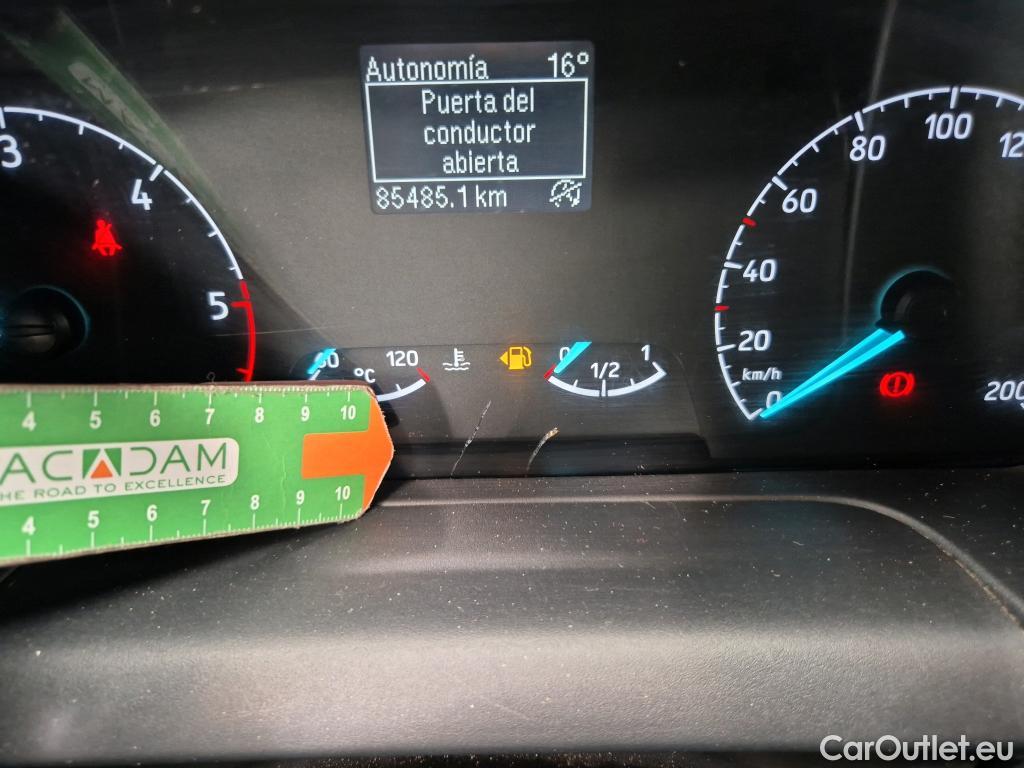 Autonomía 16°
Puerta del
conductor
abierta
85485.1 km
3
4
5
60 120
°C
0 1/2 1
0 20 40 60 80 100 12
200
km/h
4 5 6 7 8 9 10
ACADAM
THE ROAD TO EXCELLENCE
4 5 6 7 8 9 10
CarOutlet.eu